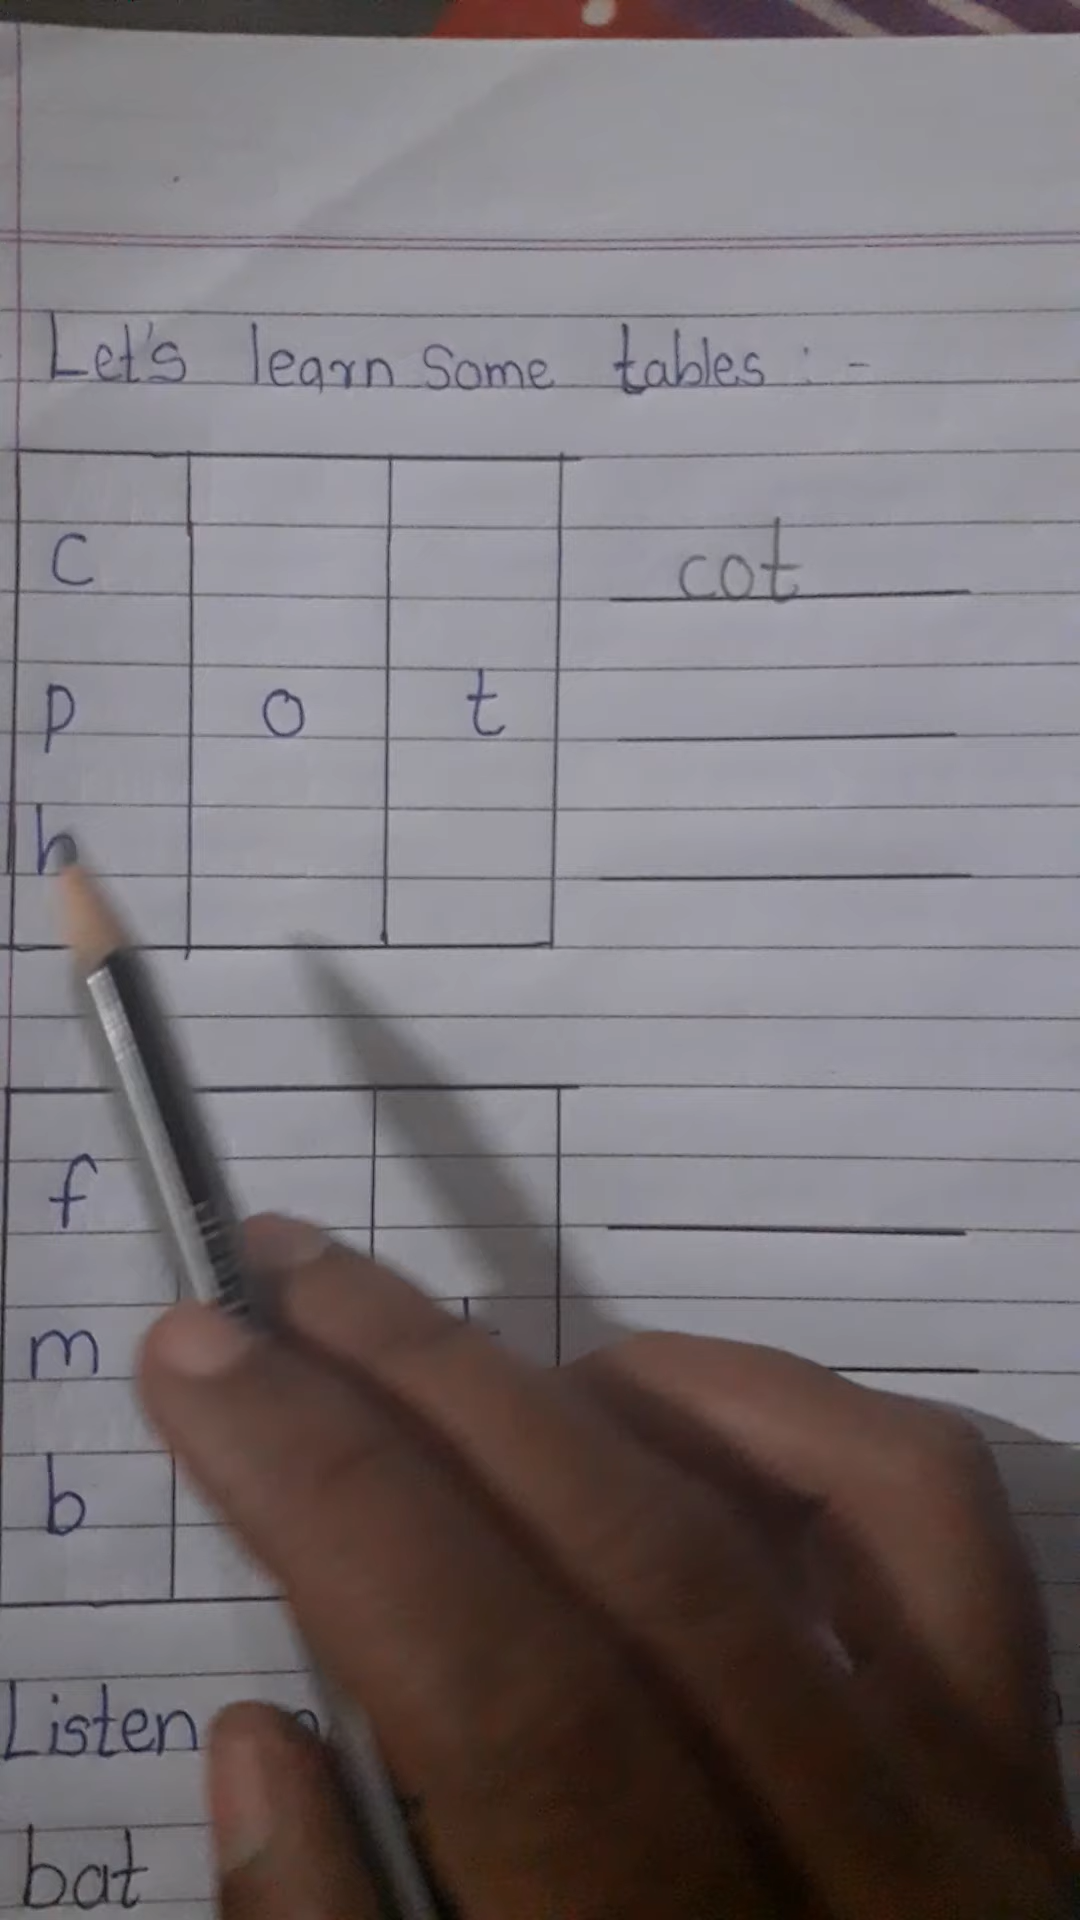 Let's learn some tables : -
c
cot
p o t
h
f
m
b
Listen
bat